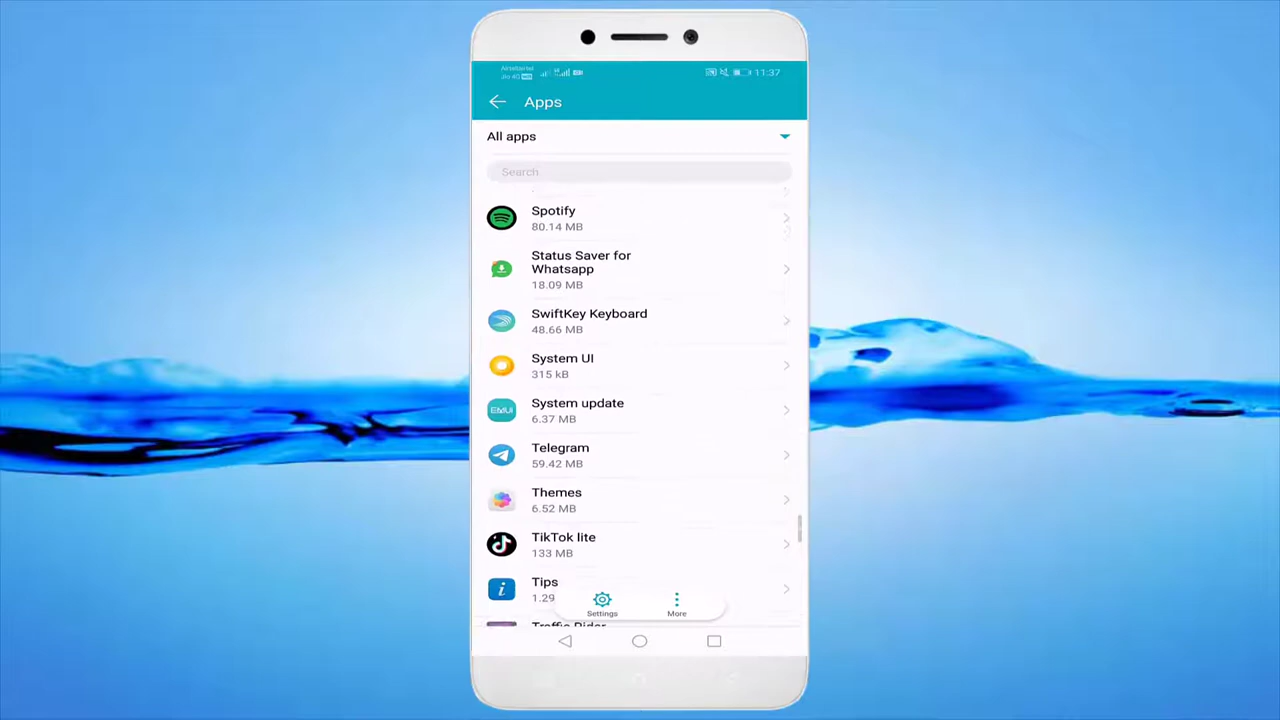 Airtel airtel
Jio 4G
11:37
Apps
All apps
Search
Spotify
80.14 MB
Status Saver for
Whatsapp
18.09 MB
SwiftKey Keyboard
48.66 MB
System UI
315 kB
EMUI
System update
6.37 MB
Telegram
59.42 MB
Themes
6.52 MB
TikTok lite
133 MB
Tips
1.29
Settings
More
Traffic Rider